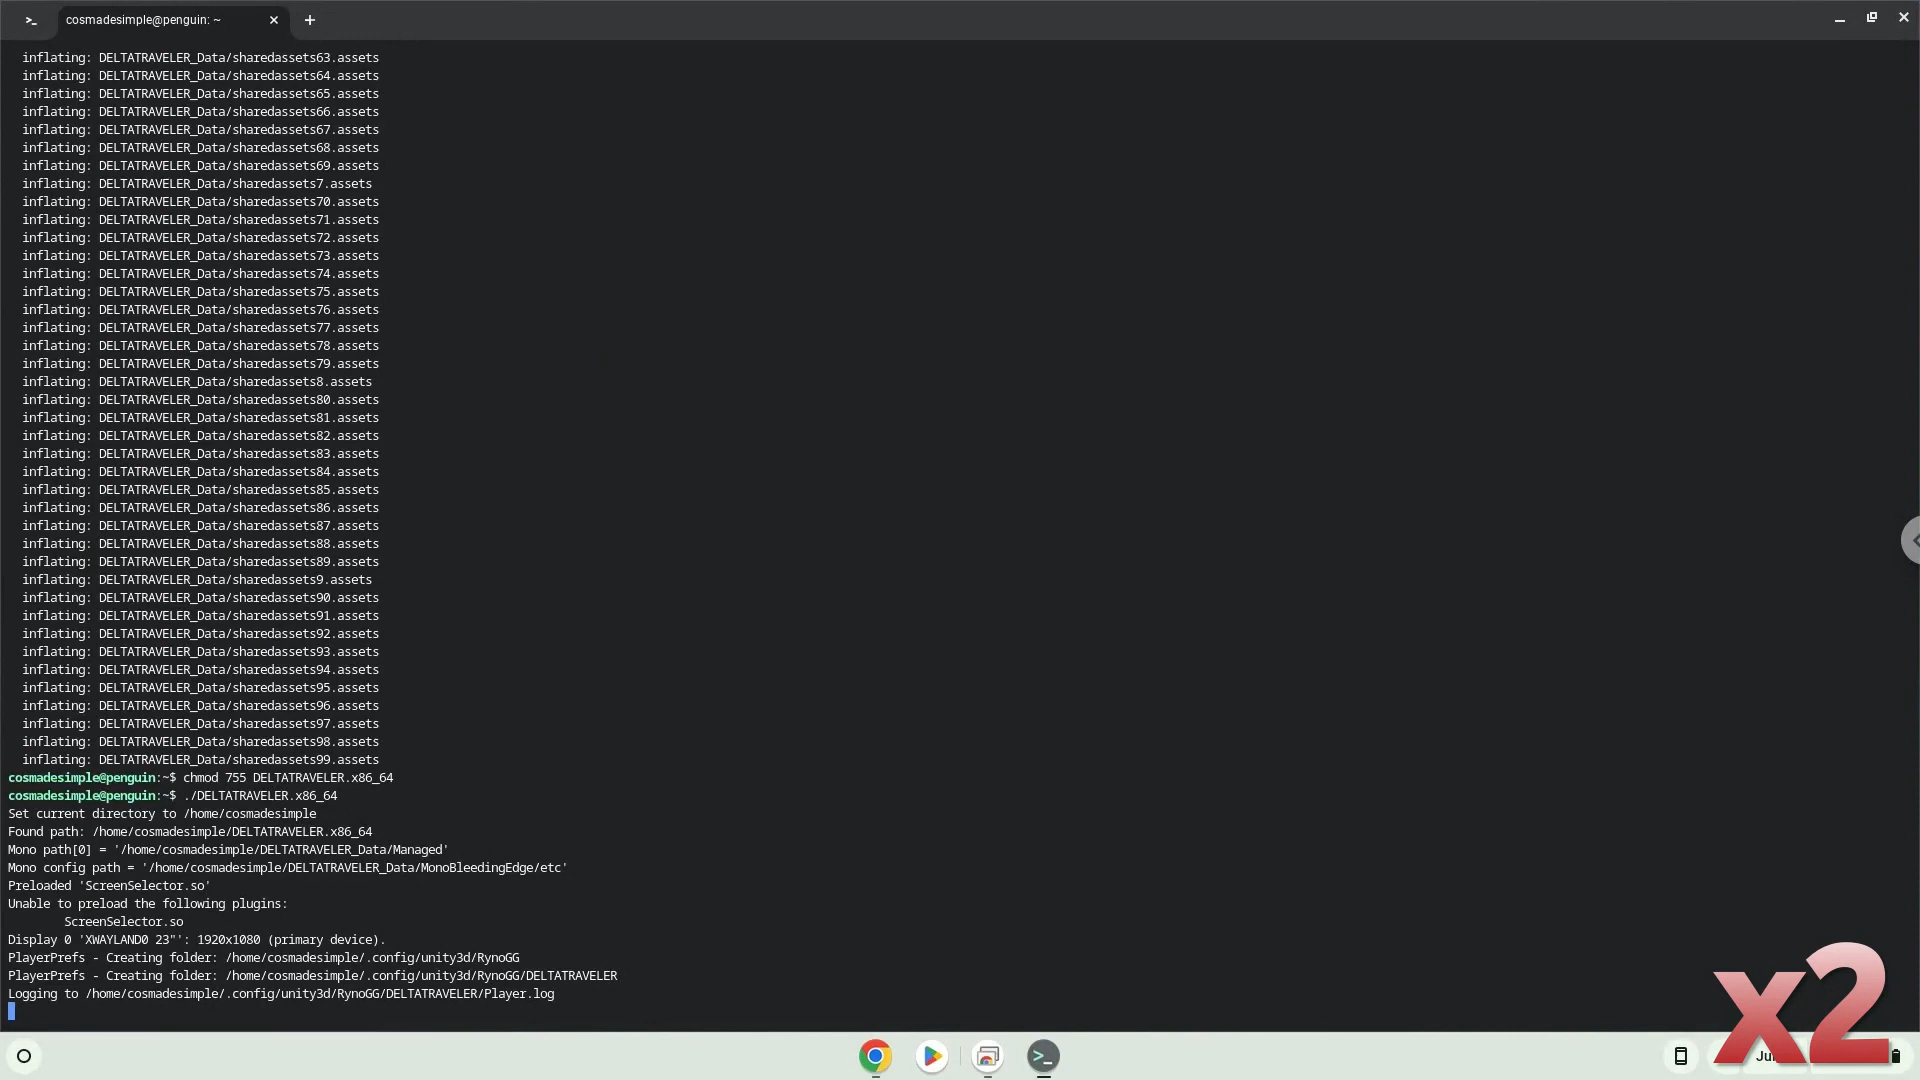 cosmadesimple@penguin: ~
inflating: DELTATRAVELER_Data/sharedassets63.assets
inflating: DELTATRAVELER_Data/sharedassets64.assets
inflating: DELTATRAVELER_Data/sharedassets65.assets
inflating: DELTATRAVELER_Data/sharedassets66.assets
inflating: DELTATRAVELER_Data/sharedassets67.assets
inflating: DELTATRAVELER_Data/sharedassets68.assets
inflating: DELTATRAVELER_Data/sharedassets69.assets
inflating: DELTATRAVELER_Data/sharedassets7.assets
inflating: DELTATRAVELER_Data/sharedassets70.assets
inflating: DELTATRAVELER_Data/sharedassets71.assets
inflating: DELTATRAVELER_Data/sharedassets72.assets
inflating: DELTATRAVELER_Data/sharedassets73.assets
inflating: DELTATRAVELER_Data/sharedassets74.assets
inflating: DELTATRAVELER_Data/sharedassets75.assets
inflating: DELTATRAVELER_Data/sharedassets76.assets
inflating: DELTATRAVELER_Data/sharedassets77.assets
inflating: DELTATRAVELER_Data/sharedassets78.assets
inflating: DELTATRAVELER_Data/sharedassets79.assets
inflating: DELTATRAVELER_Data/sharedassets8.assets
inflating: DELTATRAVELER_Data/sharedassets80.assets
inflating: DELTATRAVELER_Data/sharedassets81.assets
inflating: DELTATRAVELER_Data/sharedassets82.assets
inflating: DELTATRAVELER_Data/sharedassets83.assets
inflating: DELTATRAVELER_Data/sharedassets84.assets
inflating: DELTATRAVELER_Data/sharedassets85.assets
inflating: DELTATRAVELER_Data/sharedassets86.assets
inflating: DELTATRAVELER_Data/sharedassets87.assets
inflating: DELTATRAVELER_Data/sharedassets88.assets
inflating: DELTATRAVELER_Data/sharedassets89.assets
inflating: DELTATRAVELER_Data/sharedassets9.assets
inflating: DELTATRAVELER_Data/sharedassets90.assets
inflating: DELTATRAVELER_Data/sharedassets91.assets
inflating: DELTATRAVELER_Data/sharedassets92.assets
inflating: DELTATRAVELER_Data/sharedassets93.assets
inflating: DELTATRAVELER_Data/sharedassets94.assets
inflating: DELTATRAVELER_Data/sharedassets95.assets
inflating: DELTATRAVELER_Data/sharedassets96.assets
inflating: DELTATRAVELER_Data/sharedassets97.assets
inflating: DELTATRAVELER_Data/sharedassets98.assets
inflating: DELTATRAVELER_Data/sharedassets99.assets
cosmadesimple@penguin:~$ chmod 755 DELTATRAVELER.x86_64
cosmadesimple@penguin:~$ ./DELTATRAVELER.x86_64
Set current directory to /home/cosmadesimple
Found path: /home/cosmadesimple/DELTATRAVELER.x86_64
Mono path[0] = '/home/cosmadesimple/DELTATRAVELER_Data/Managed'
Mono config path = '/home/cosmadesimple/DELTATRAVELER_Data/MonoBleedingEdge/etc'
Preloaded 'ScreenSelector.so'
Unable to preload the following plugins:
ScreenSelector.so
Display 0 'XWAYLAND0 23"': 1920x1080 (primary device).
PlayerPrefs - Creating folder: /home/cosmadesimple/.config/unity3d/RynoGG
PlayerPrefs - Creating folder: /home/cosmadesimple/.config/unity3d/RynoGG/DELTATRAVELER
Logging to /home/cosmadesimple/.config/unity3d/RynoGG/DELTATRAVELER/Player.log
x2